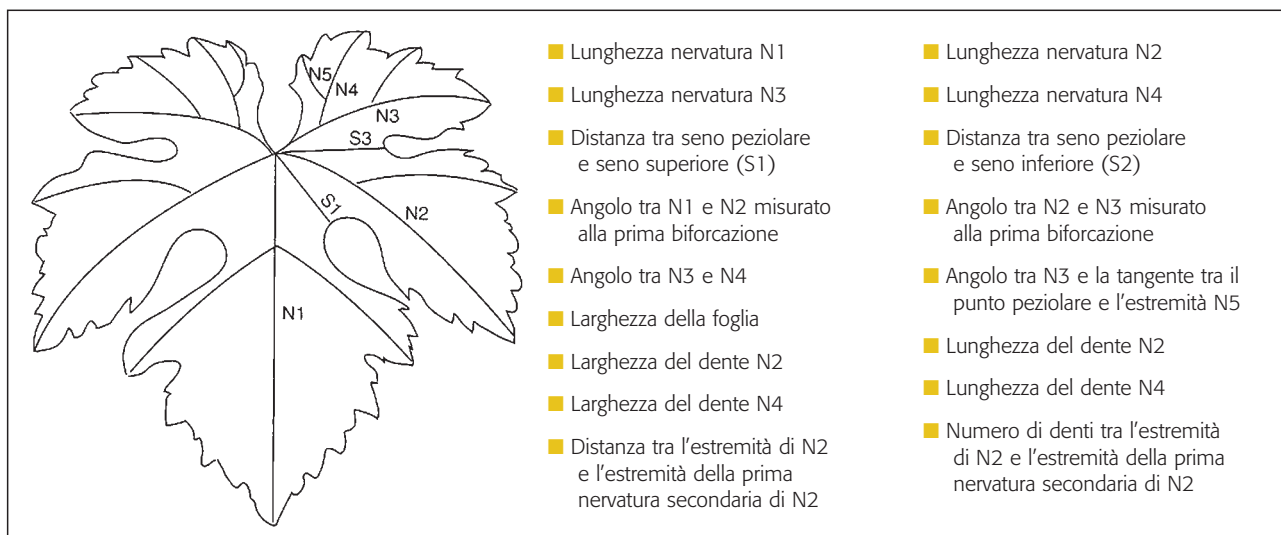 N5
N4
N3
S3
S1
N2
N1
Lunghezza nervatura N1
Lunghezza nervatura N3
Distanza tra seno peziolare
e seno superiore (S1)
Angolo tra N1 e N2 misurato
alla prima biforcazione
Angolo tra N3 e N4
Larghezza della foglia
Larghezza del dente N2
Larghezza del dente N4
Distanza tra l'estremità di N2
e l'estremità della prima
nervatura secondaria di N2
Lunghezza nervatura N2
Lunghezza nervatura N4
Distanza tra seno peziolare
e seno inferiore (S2)
Angolo tra N2 e N3 misurato
alla prima biforcazione
Angolo tra N3 e la tangente tra il
punto peziolare e l'estremità N5
Lunghezza del dente N2
Lunghezza del dente N4
Numero di denti tra l'estremità
di N2 e l'estremità della prima
nervatura secondaria di N2